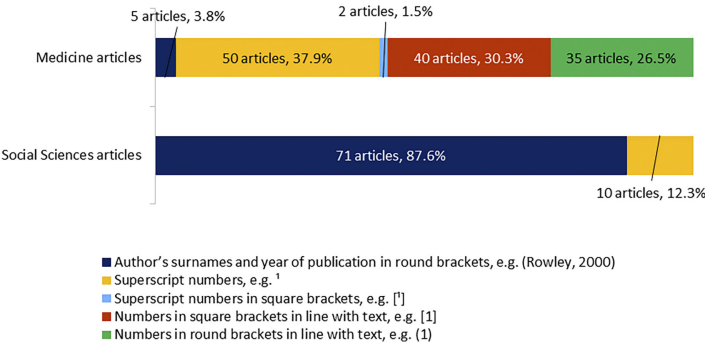 5 articles, 3.8%
2 articles, 1.5%
Medicine articles
50 articles, 37.9%
40 articles, 30.3%
35 articles, 26.5%
Social Sciences articles
71 articles, 87.6%
10 articles, 12.3%
Author's surnames and year of publication in round brackets, e.g. (Rowley, 2000)
Superscript numbers, e.g. ¹
Superscript numbers in square brackets, e.g. [¹]
Numbers in square brackets in line with text, e.g. [1]
Numbers in round brackets in line with text, e.g. (1)